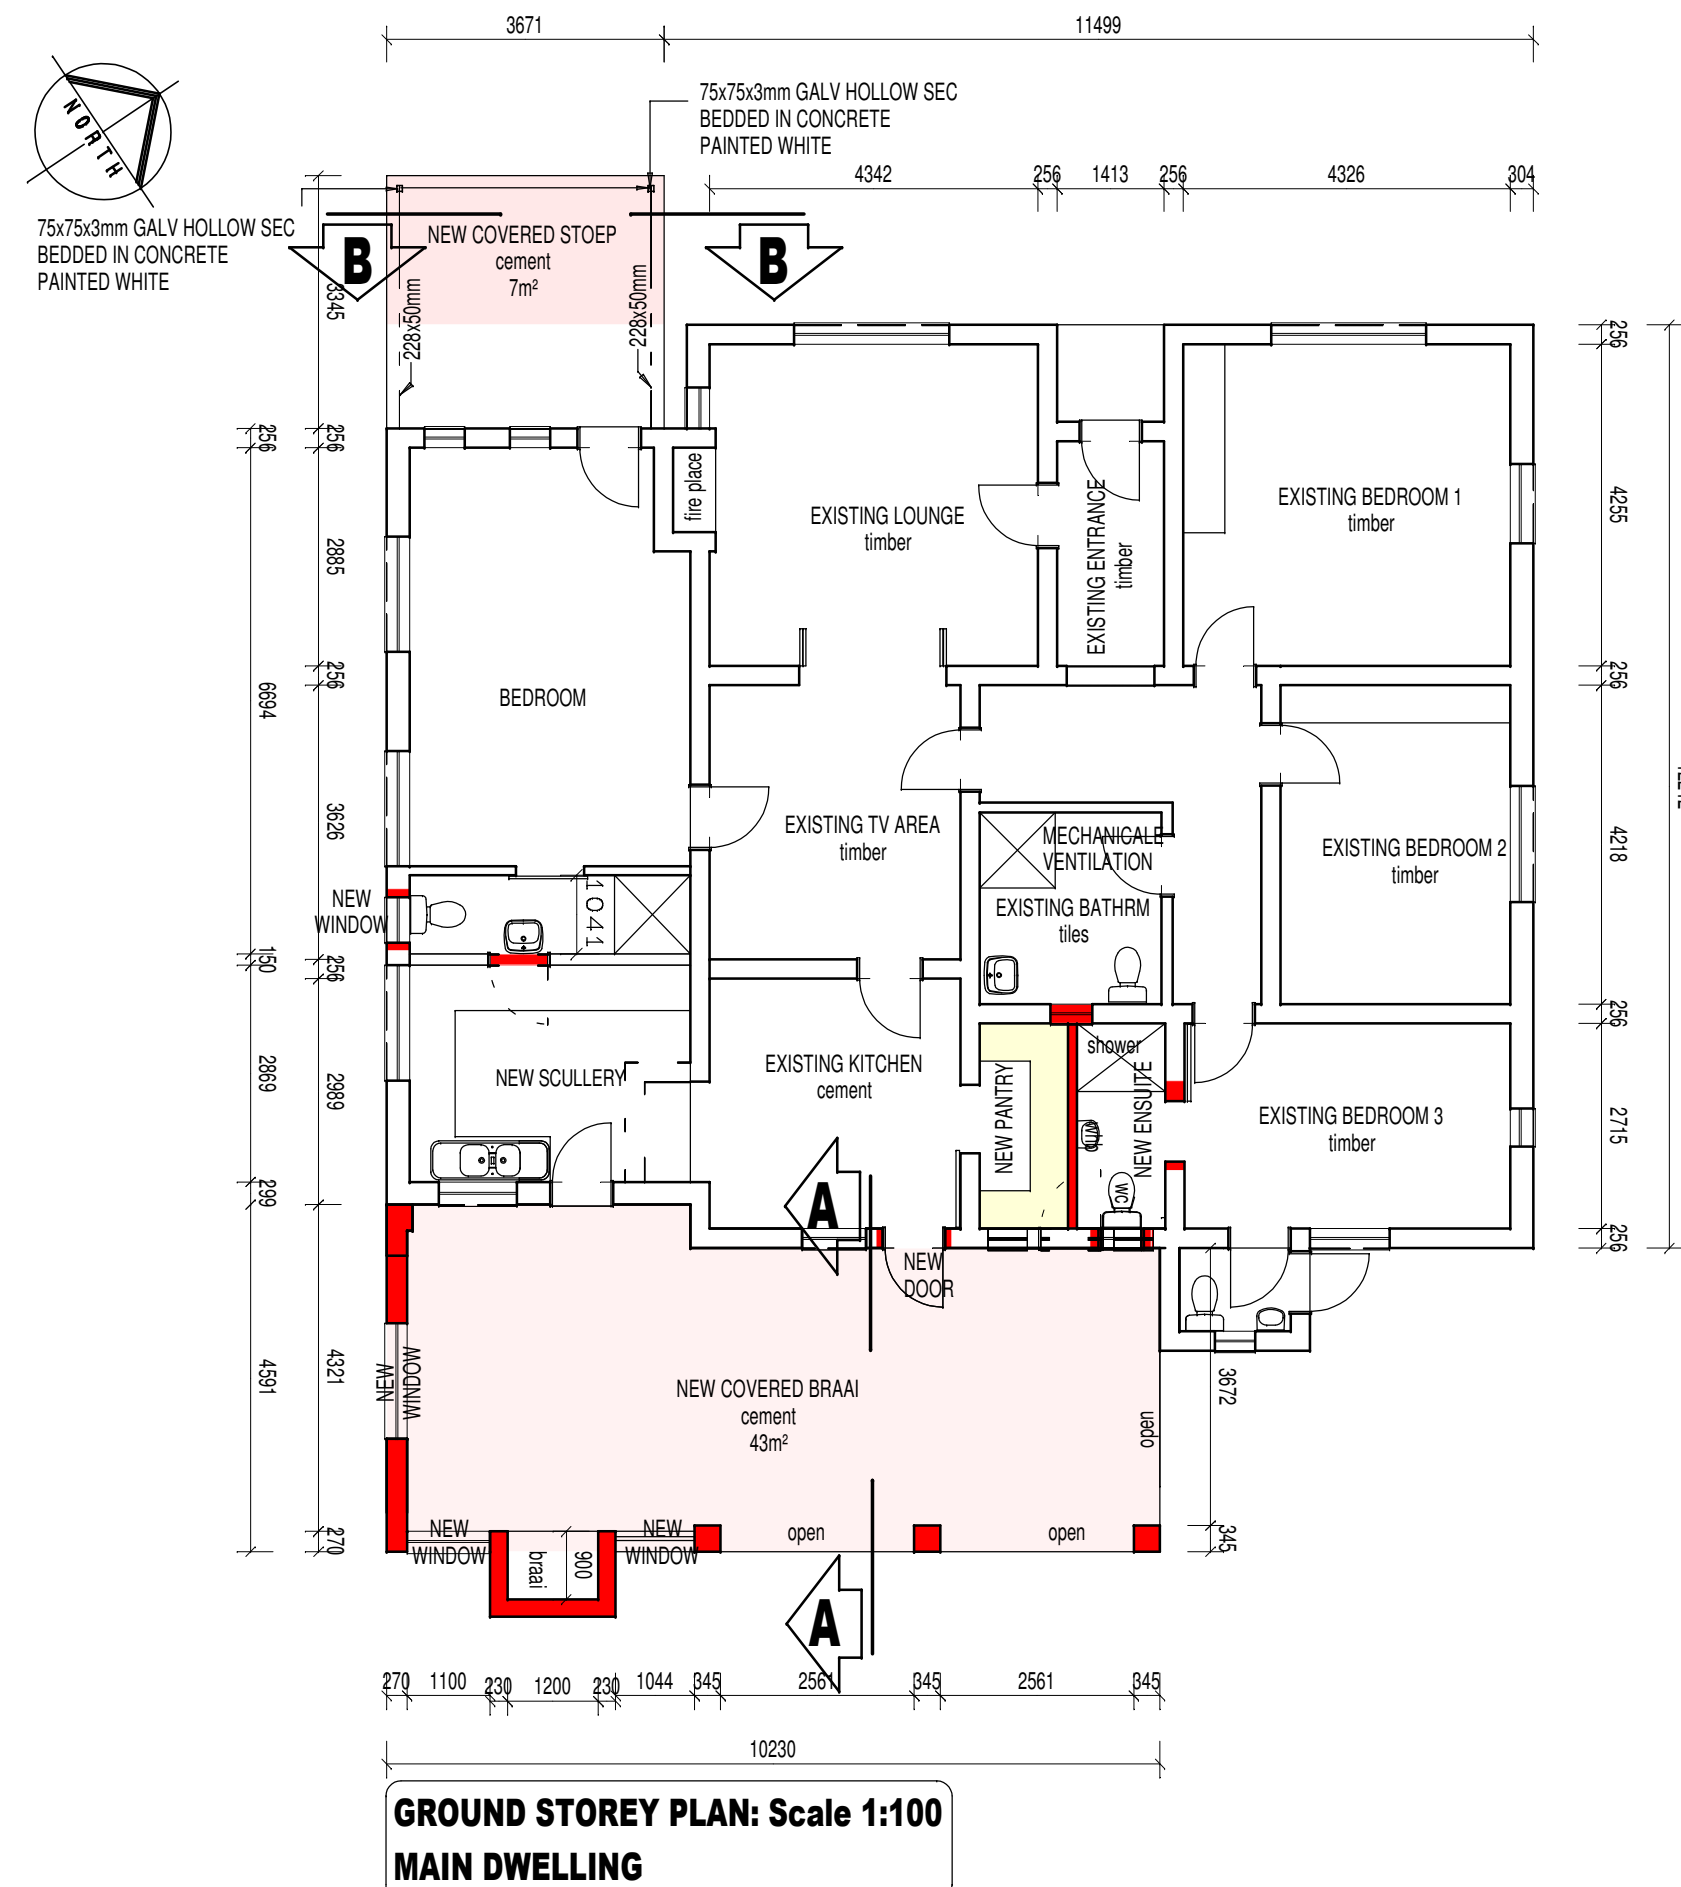 3671
11499
75x75x3mm GALV HOLLOW SEC
BEDDED IN CONCRETE
PAINTED WHITE
NORTH
4342
256
1413
256
4326
304
75x75x3mm GALV HOLLOW SEC
BEDDED IN CONCRETE
PAINTED WHITE
NEW COVERED STOEP
cement
7m²
B
B
3345
228x50mm
228x50mm
256
256
256
256
fire place
EXISTING LOUNGE
timber
EXISTING ENTRANCE
timber
EXISTING BEDROOM 1
timber
4255
2885
256
256
6694
BEDROOM
3626
EXISTING TV AREA
timber
MECHANICALE
VENTILATION
EXISTING BATHRM
tiles
EXISTING BEDROOM 2
timber
4218
NEW
WINDOW
1041
150
256
256
2869
2989
NEW SCULLERY
EXISTING KITCHEN
cement
NEW PANTRY
shower
NEW ENSUITE
WC
EXISTING BEDROOM 3
timber
2715
299
256
A
NEW
DOOR
4591
4321
NEW
WINDOW
NEW COVERED BRAAI
cement
43m²
open
3672
270
NEW
WINDOW
braai
900
NEW
WINDOW
open
open
345
A
270
1100
230
1200
230
1044
345
2561
345
2561
345
10230
GROUND STOREY PLAN: Scale 1:100
MAIN DWELLING